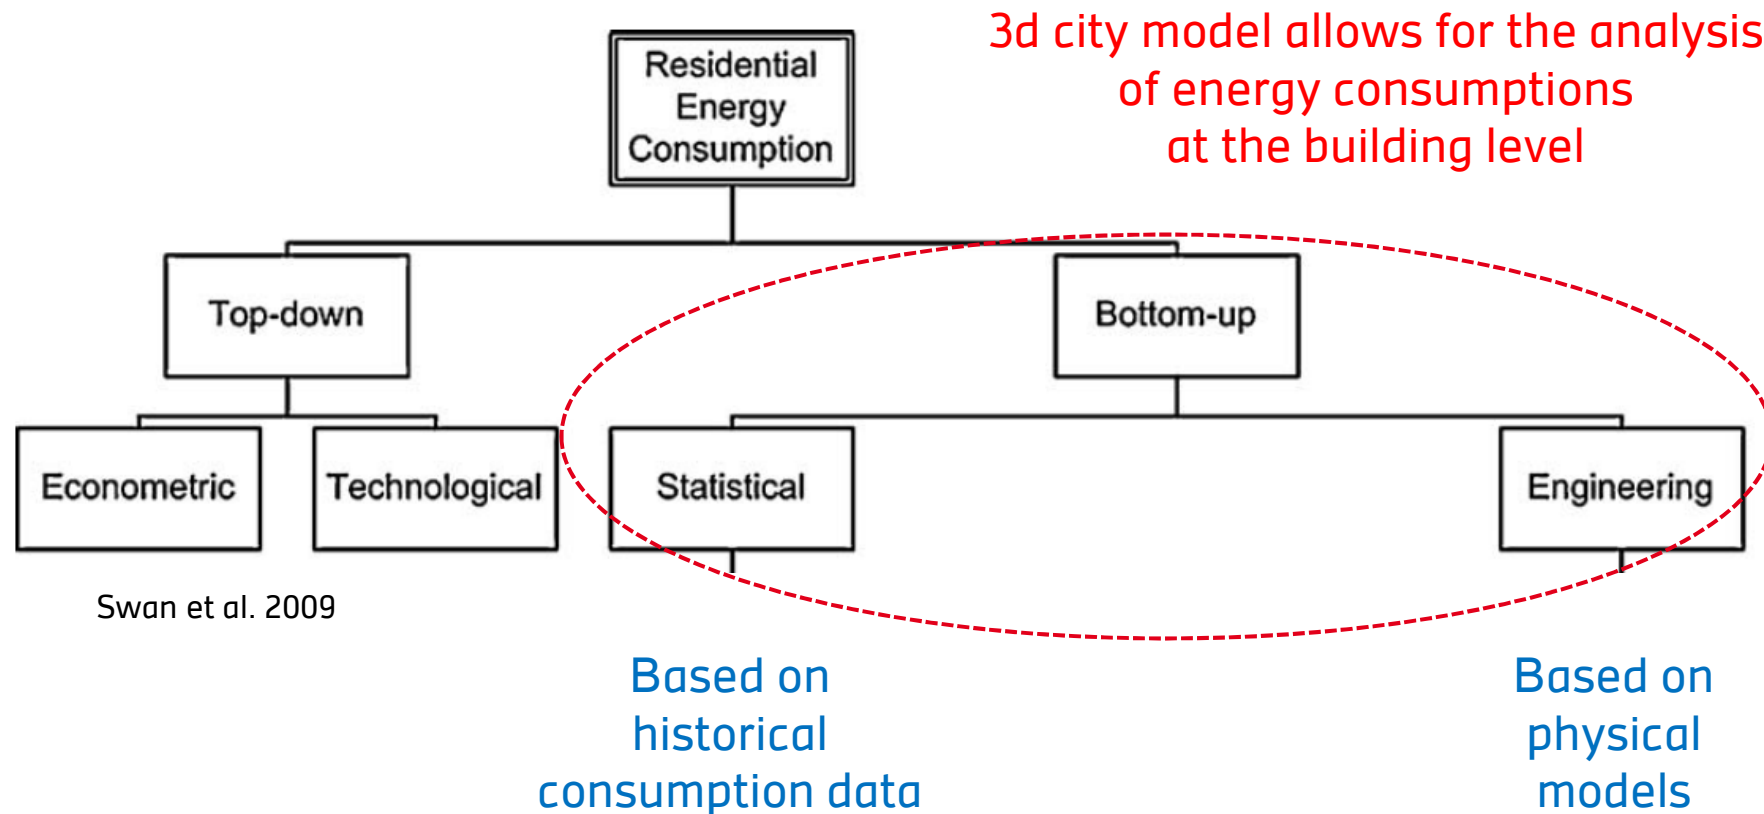 3d city model allows for the analysis
of energy consumptions
at the building level
Residential
Energy
Consumption
Top-down
Bottom-up
Econometric
Technological
Statistical
Engineering
Swan et al. 2009
Based on
historical
consumption data
Based on
physical
models